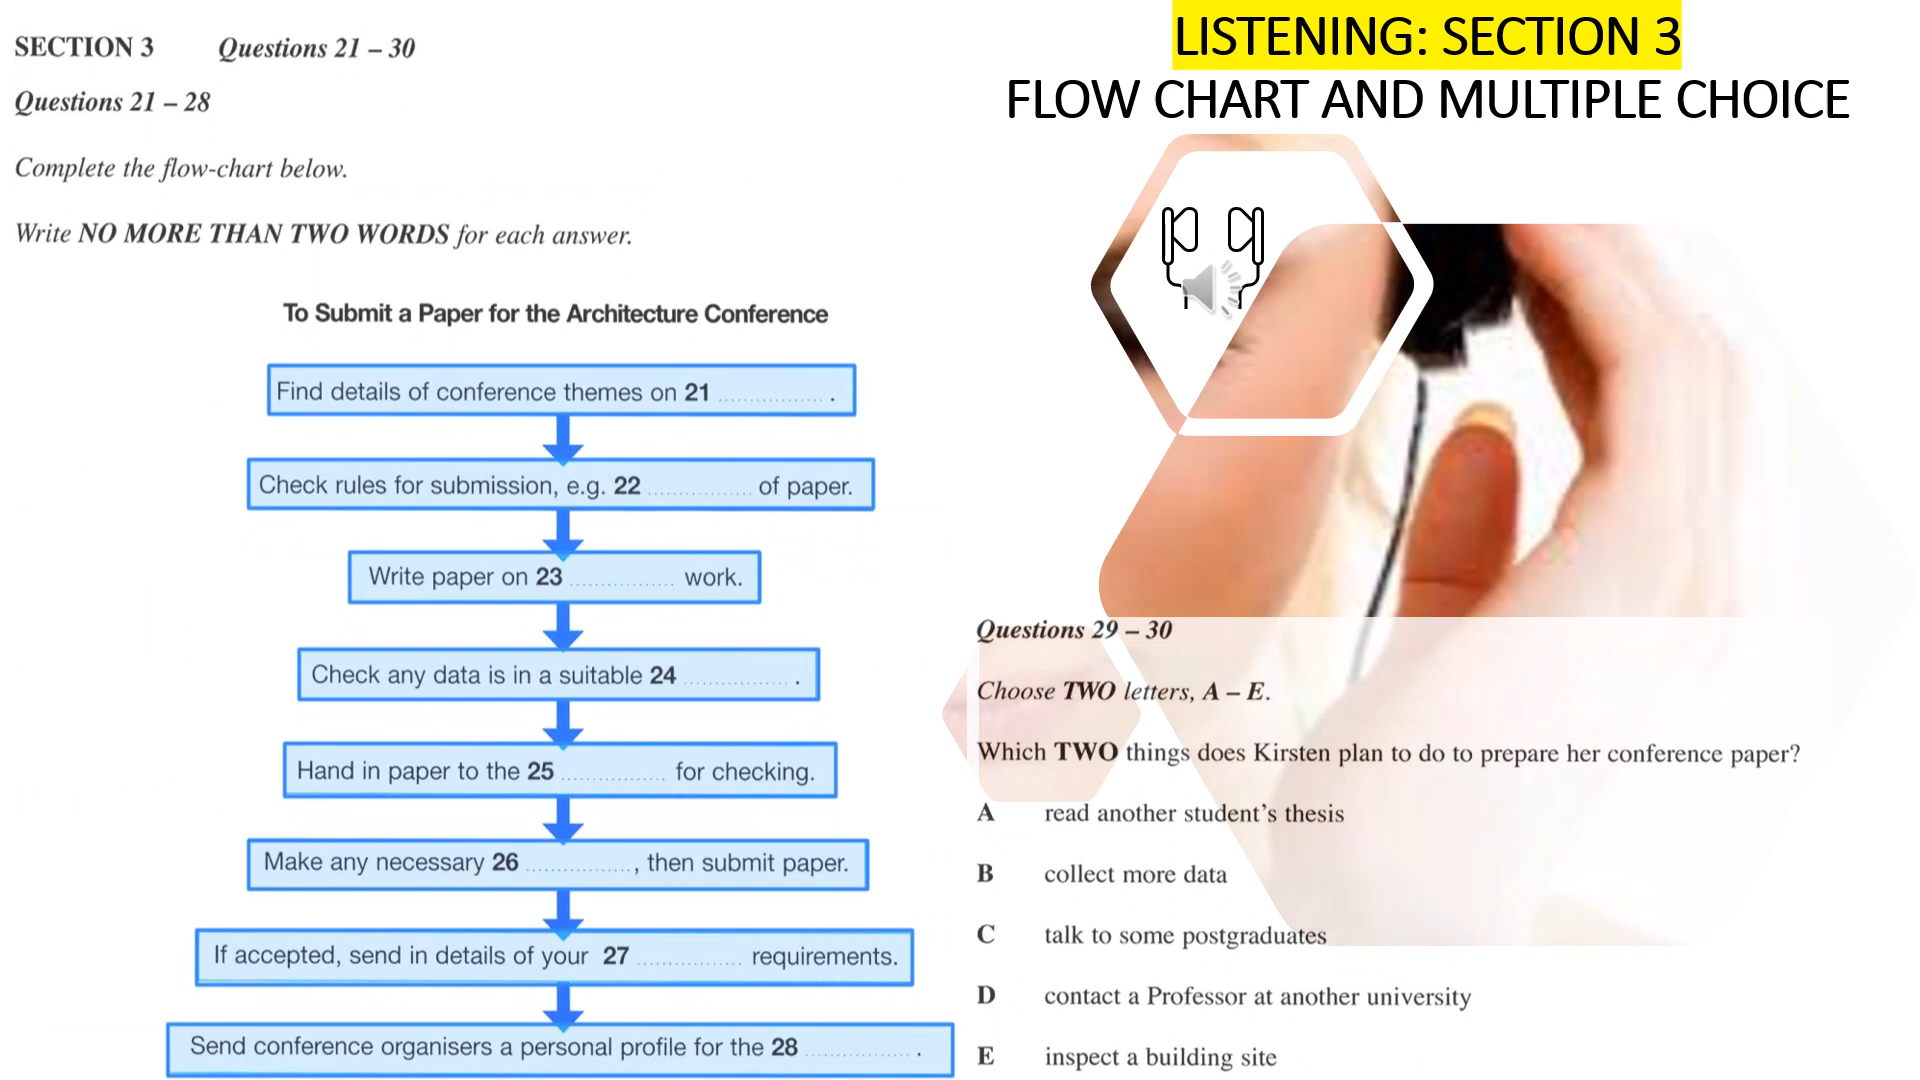 SECTION 3 Questions 21 – 30
Questions 21 – 28
Complete the flow-chart below.
Write NO MORE THAN TWO WORDS for each answer.
To Submit a Paper for the Architecture Conference
Find details of conference themes on 21 ................. .
Check rules for submission, e.g. 22 ................. of paper.
Write paper on 23 ................. work.
Check any data is in a suitable 24 ................. .
Hand in paper to the 25 ................. for checking.
Make any necessary 26 ................. , then submit paper.
If accepted, send in details of your 27 ................. requirements.
Send conference organisers a personal profile for the 28 ................. .
LISTENING: SECTION 3
FLOW CHART AND MULTIPLE CHOICE
Questions 29 – 30
Choose TWO letters, A – E.
Which TWO things does Kirsten plan to do to prepare her conference paper?
A read another student's thesis
B collect more data
C talk to some postgraduates
D contact a Professor at another university
E inspect a building site